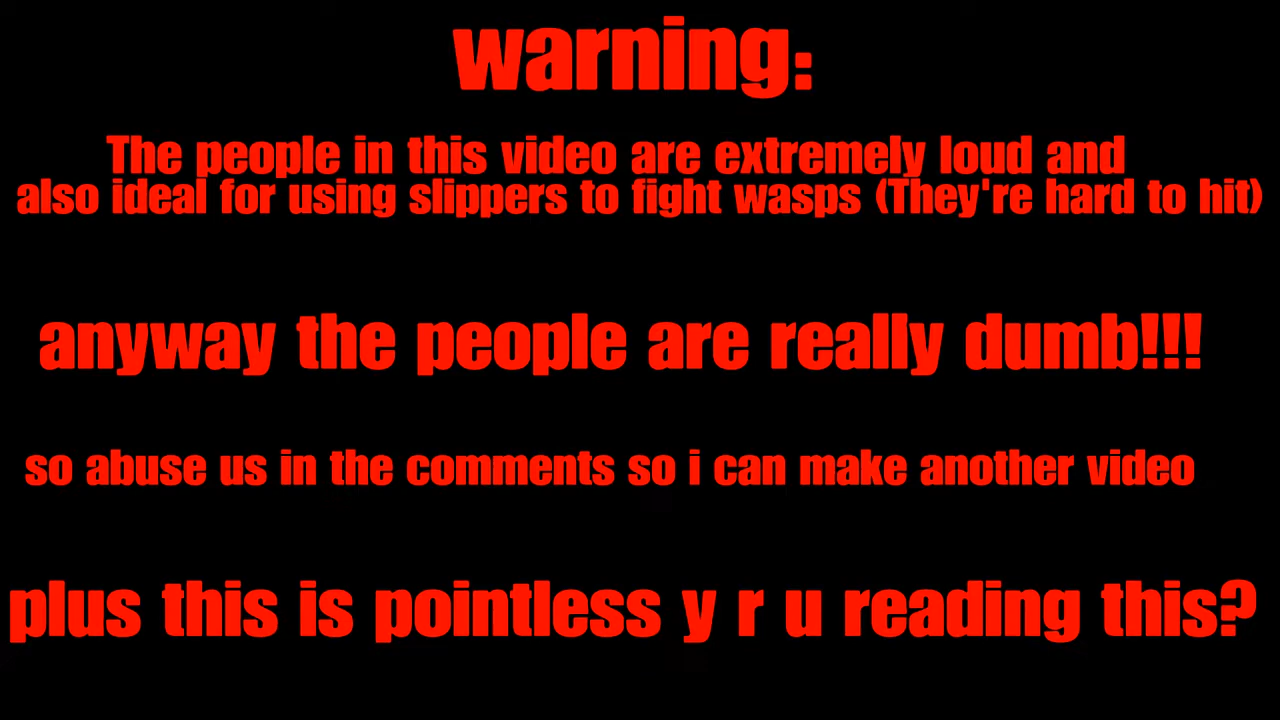 warning:
The people in this video are extremely loud and
also ideal for using slippers to fight wasps (They're hard to hit)
anyway the people are really dumb!!!
so abuse us in the comments so i can make another video
plus this is pointless y r u reading this?